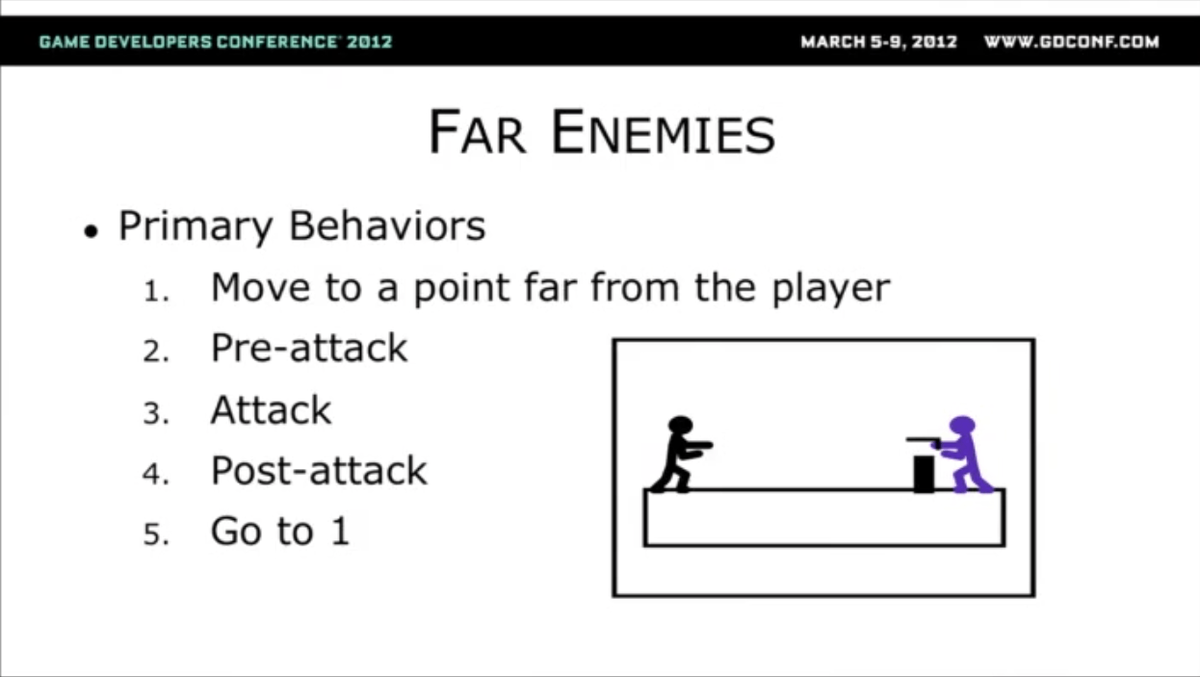 GAME DEVELOPERS CONFERENCE® 2012
MARCH 5-9, 2012 WWW.GDCONF.COM
FAR ENEMIES
• Primary Behaviors
1. Move to a point far from the player
2. Pre-attack
3. Attack
4. Post-attack
5. Go to 1